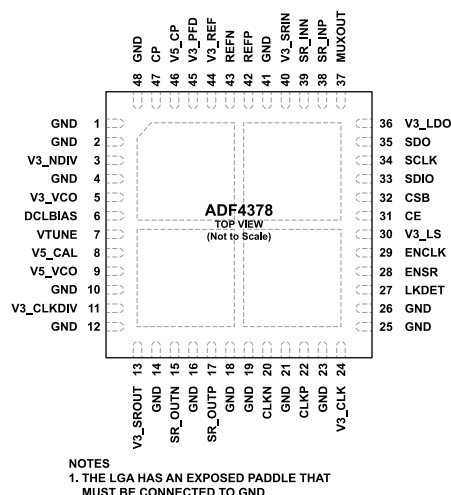 48 GND
47 CP
46 V5_CP
45 V3_PFD
44 V3_REF
43 REFN
42 REFP
41 GND
40 V3_SRIN
39 SR_INN
38 SR_INP
37 MUXOUT
GND 1
GND 2
V3_NDIV 3
GND 4
V3_VCO 5
DCLBIAS 6
VTUNE 7
V5_CAL 8
V5_VCO 9
GND 10
V3_CLKDIV 11
GND 12
ADF4378
TOP VIEW
(Not to Scale)
36 V3_LDO
35 SDO
34 SCLK
33 SDIO
32 CSB
31 CE
30 V3_LS
29 ENCLK
28 ENSR
27 LKDET
26 GND
25 GND
V3_SROUT 13
GND 14
SR_OUTN 15
GND 16
SR_OUTP 17
GND 18
GND 19
CLKN 20
GND 21
CLKP 22
GND 23
V3_CLK 24
NOTES
1. THE LGA HAS AN EXPOSED PADDLE THAT
MUST BE CONNECTED TO GND